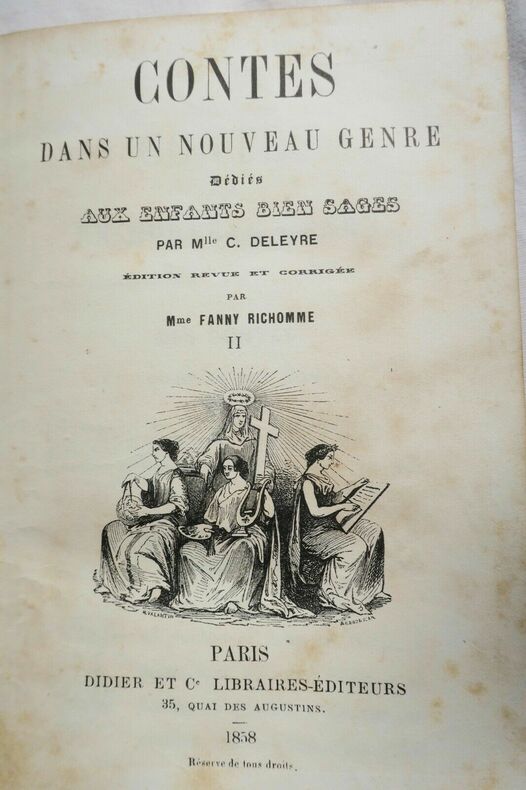 CONTES
DANS UN NOUVEAU GENRE
Dédiés
AUX ENFANTS BIEN SAGES
PAR Mlle C. DELEYRE
ÉDITION REVUE ET CORRIGÉE
PAR
Mme FANNY RICHOMME
II
H. VALENTIN
PARIS
DIDIER ET Ce LIBRAIRES-ÉDITEURS
35, QUAI DES AUGUSTINS.
1858
Réserve de tous droits.